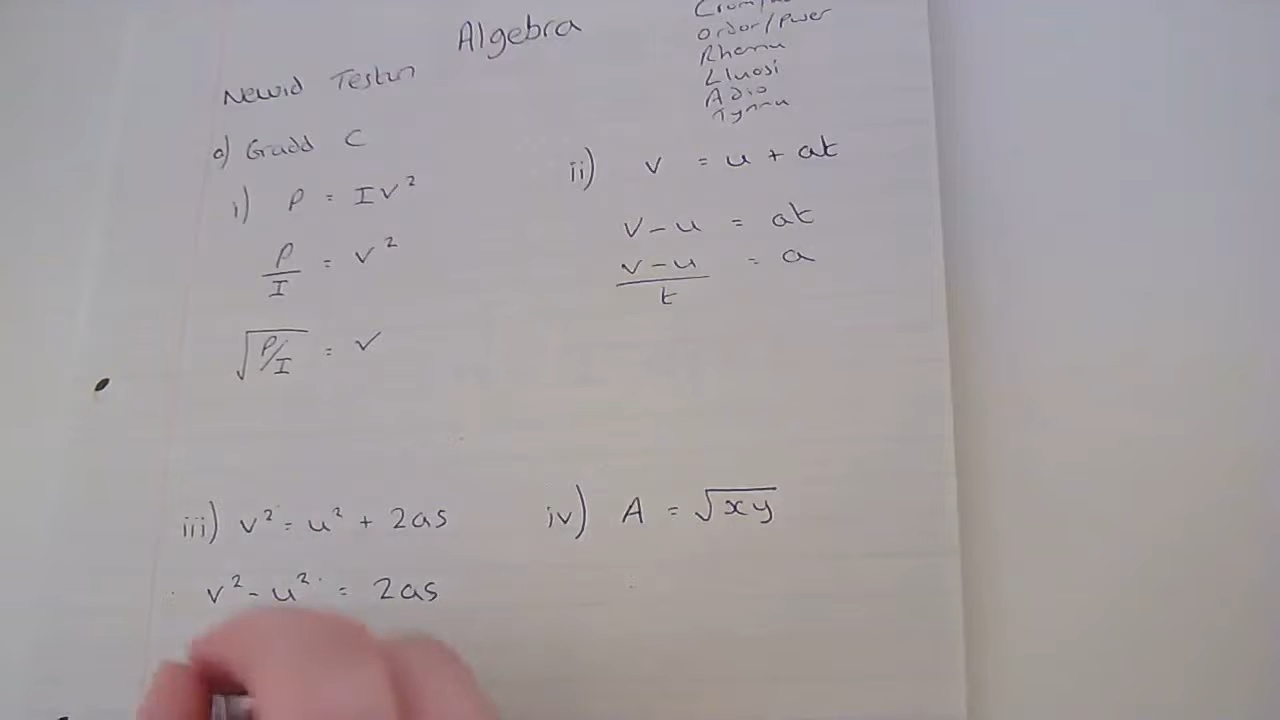 Algebra
Newid Testun
Ordor/Pwer
Rhannu
Lluosi
Adio
Tynnu
a) Gradd C
i) P = IV²
P/I = V²
√P/I = V
ii) v = u + at
v - u = at
v - u / t = a
iii) v² = u² + 2as
v² - u² = 2as
iv) A = √xy